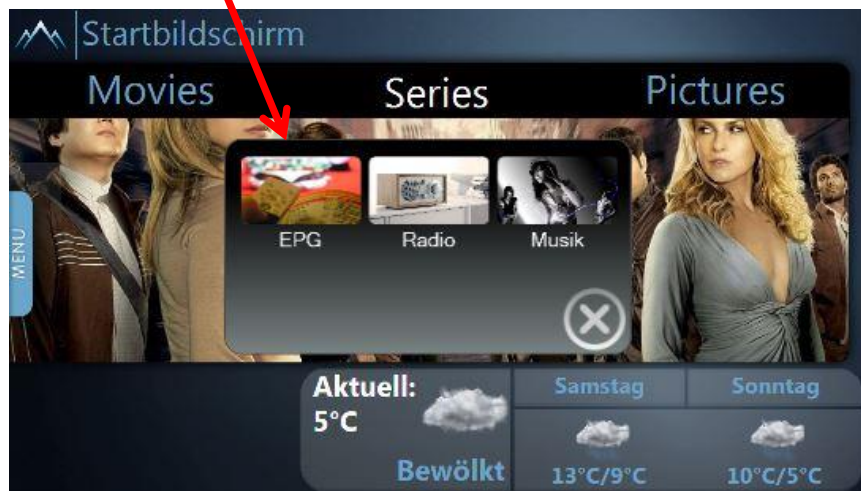 Startbildschirm
Movies Series Pictures
MENU
EPG Radio Musik
Aktuell: Samstag Sonntag
5°C
Bewölkt 13°C/9°C 10°C/5°C